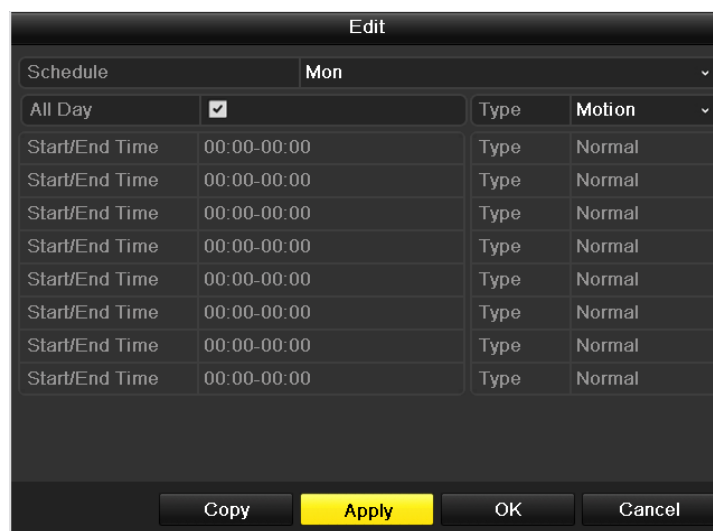 Edit
Schedule Mon
All Day Type Motion
Start/End Time 00:00-00:00 Type Normal
Start/End Time 00:00-00:00 Type Normal
Start/End Time 00:00-00:00 Type Normal
Start/End Time 00:00-00:00 Type Normal
Start/End Time 00:00-00:00 Type Normal
Start/End Time 00:00-00:00 Type Normal
Start/End Time 00:00-00:00 Type Normal
Start/End Time 00:00-00:00 Type Normal
Copy Apply OK Cancel